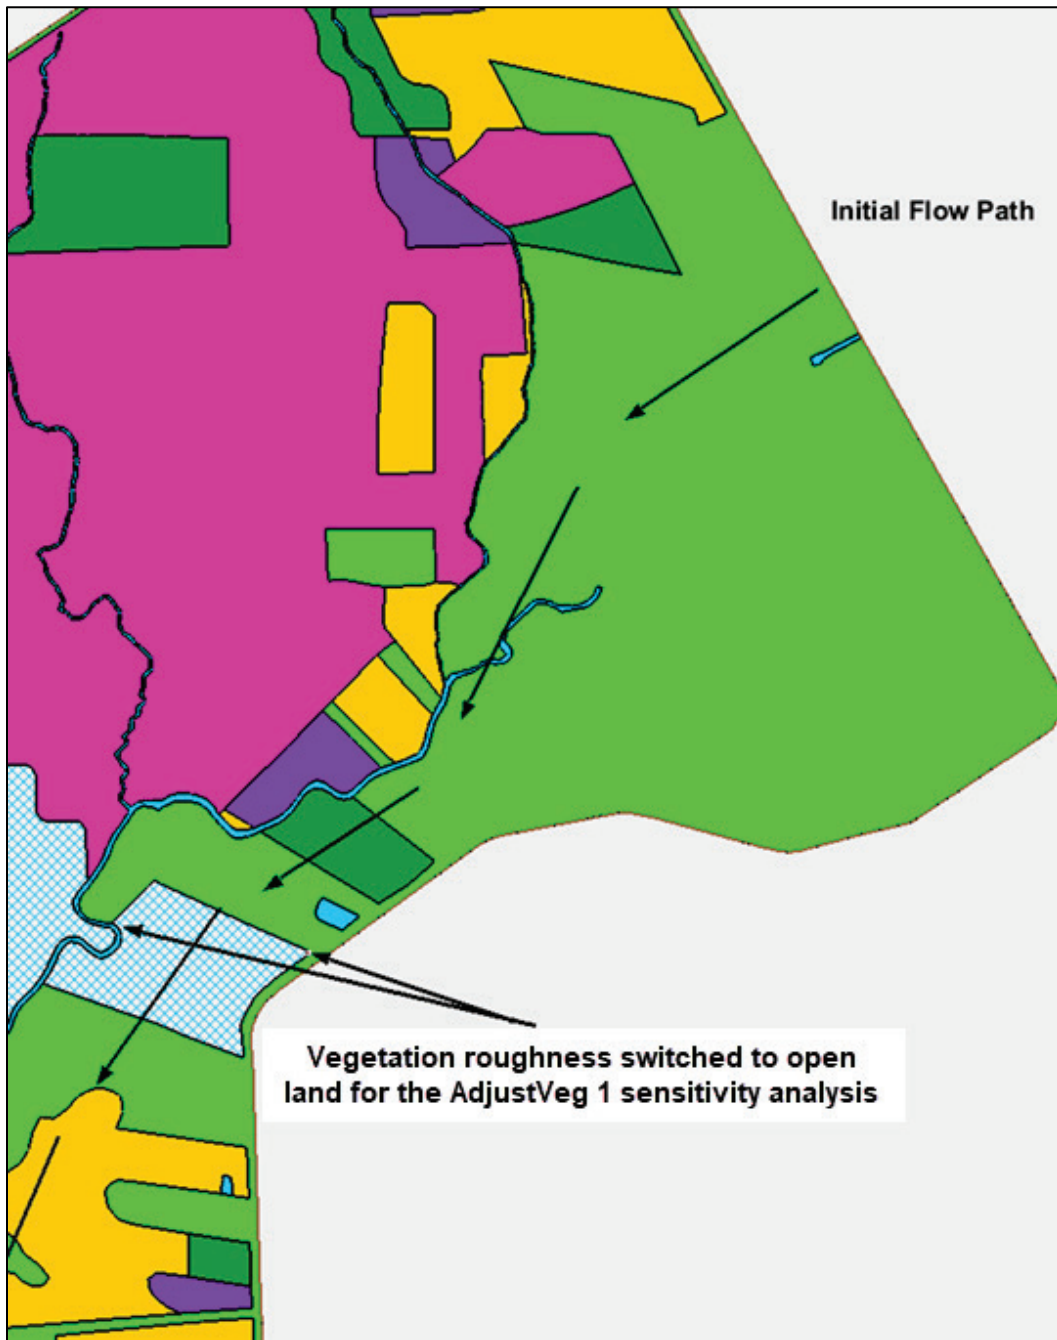 Initial Flow Path
Vegetation roughness switched to open
land for the AdjustVeg 1 sensitivity analysis